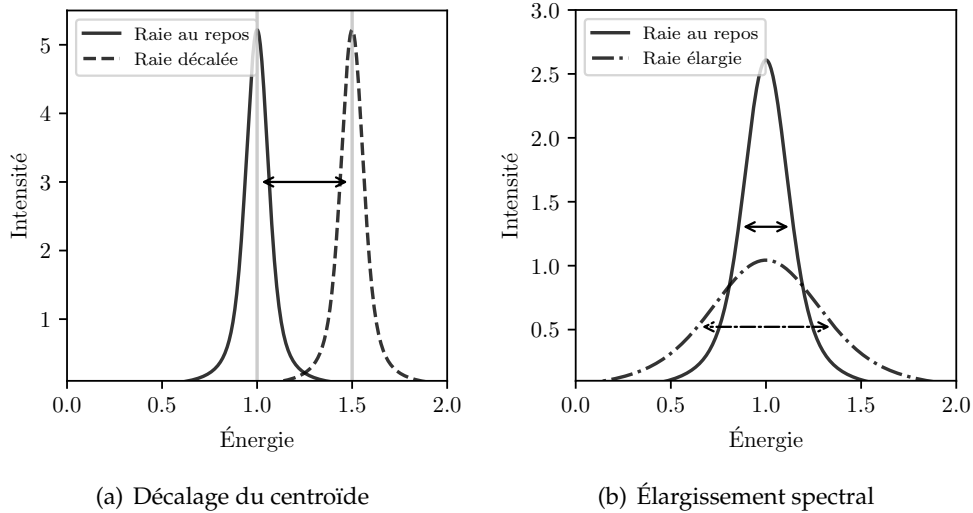 Raie au repos
Raie décalée
5
4
3
2
1
Intensité
0.0 0.5 1.0 1.5 2.0
Énergie
(a) Décalage du centroïde
Raie au repos
Raie élargie
3.0
2.5
2.0
1.5
1.0
0.5
Intensité
0.0 0.5 1.0 1.5 2.0
Énergie
(b) Élargissement spectral